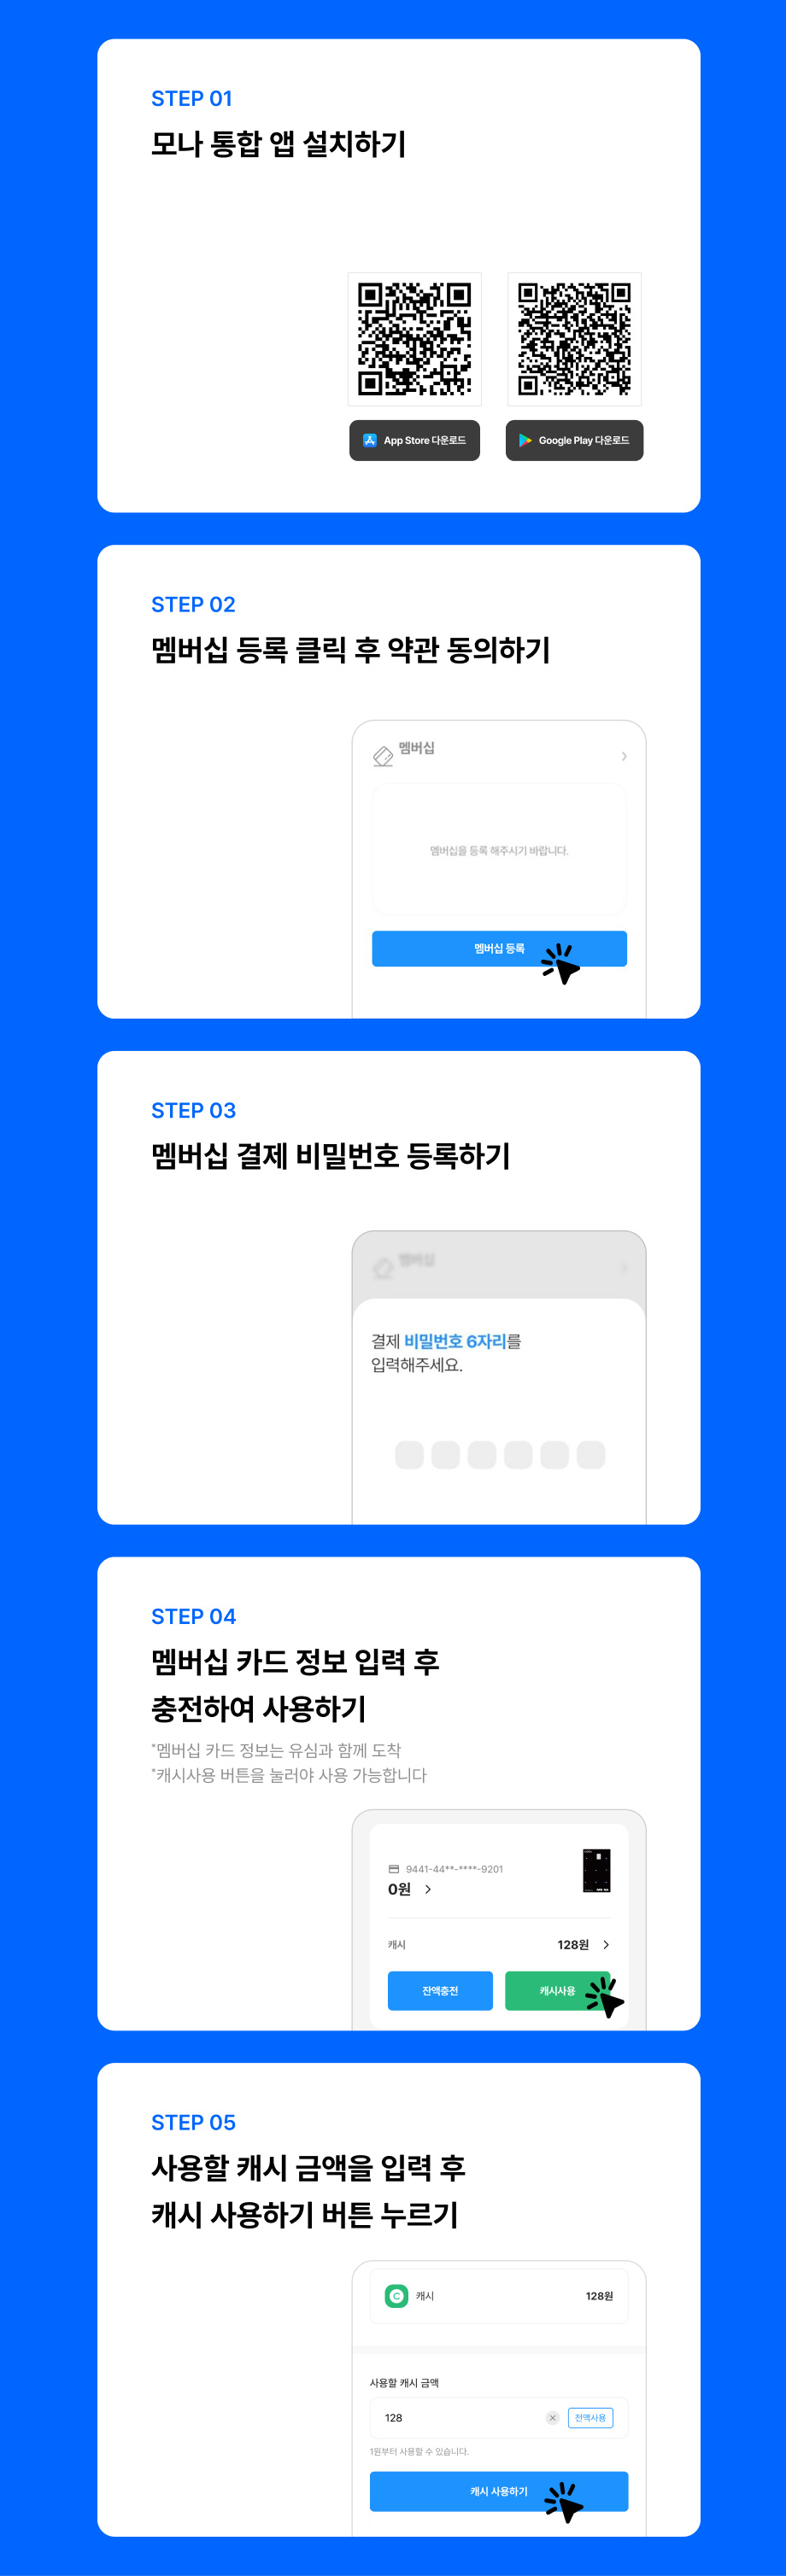 STEP 01
모나 통합 앱 설치하기
App Store 다운로드
Google Play 다운로드
STEP 02
멤버십 등록 클릭 후 약관 동의하기
멤버십
멤버십을 등록 해주시기 바랍니다.
멤버십 등록
STEP 03
멤버십 결제 비밀번호 등록하기
멤버십
결제 비밀번호 6자리를
입력해주세요.
STEP 04
멤버십 카드 정보 입력 후
충전하여 사용하기
*멤버십 카드 정보는 유심과 함께 도착
*캐시사용 버튼을 눌러야 사용 가능합니다
9441-44**-****-9201
0원
캐시
128원
잔액충전
캐시사용
STEP 05
사용할 캐시 금액을 입력 후
캐시 사용하기 버튼 누르기
C 캐시
128원
사용할 캐시 금액
128
전액사용
1원부터 사용할 수 있습니다.
캐시 사용하기